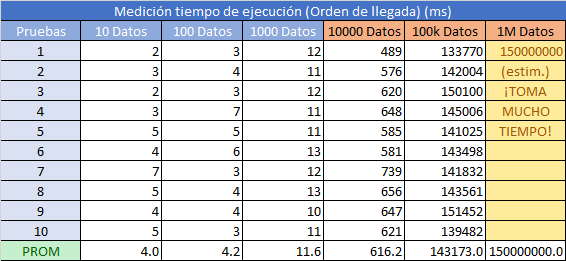 Medición tiempo de ejecución (Orden de llegada) (ms)
Pruebas 10 Datos 100 Datos 1000 Datos 10000 Datos 100k Datos 1M Datos
1 2 3 12 489 133770 150000000
2 3 4 11 576 142004 (estim.)
3 2 3 12 620 150100 ¡TOMA
4 3 7 11 648 145006 MUCHO
5 5 5 11 585 141025 TIEMPO!
6 4 6 13 581 143498
7 7 3 12 739 141832
8 5 4 13 656 143561
9 4 4 10 647 151452
10 5 3 11 621 139482
PROM 4.0 4.2 11.6 616.2 143173.0 150000000.0